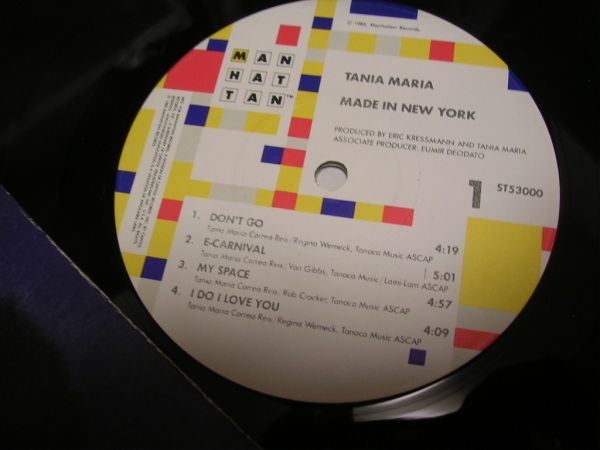 ℗ 1985, Manhattan Records
MAN
HAT
TAN™
TANIA MARIA
MADE IN NEW YORK
PRODUCED BY ERIC KRESSMANN AND TANIA MARIA
ASSOCIATE PRODUCER: EUMIR DEODATO
1
ST53000
1. DON'T GO 4:19
Tania Maria Correa Reis/Regina Werneck, Tanoca Music ASCAP
2. E-CARNIVAL 5:01
Tania Maria Correa Reis/Van Gibbs, Tanoca Music/Lami-Lam ASCAP
3. MY SPACE 4:57
Tania Maria Correa Reis/Rob Crocker, Tanoca Music ASCAP
4. I DO I LOVE YOU 4:09
Tania Maria Correa Reis/Regina Werneck, Tanoca Music ASCAP